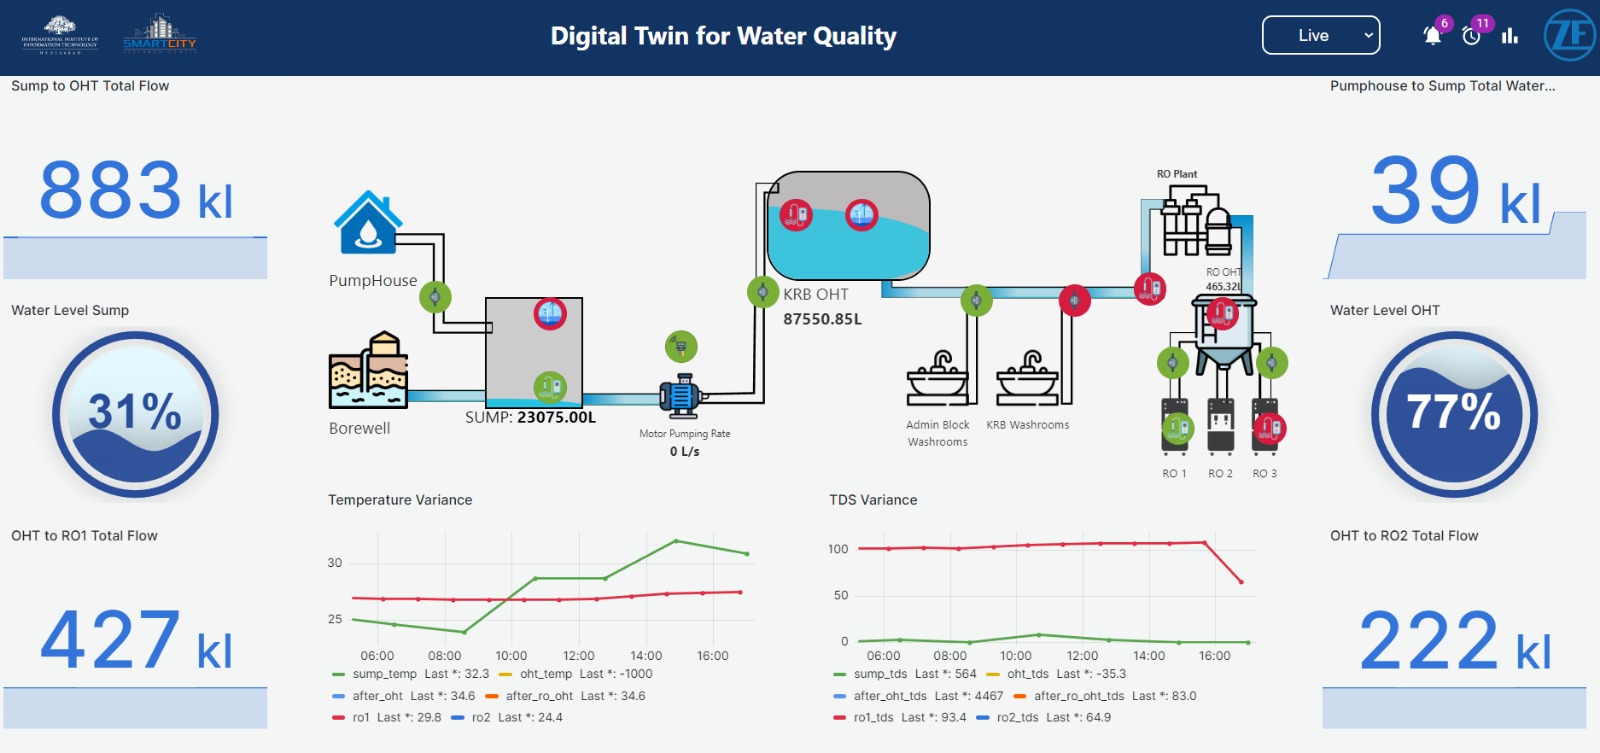 INTERNATIONAL INSTITUTE OF
INFORMATION TECHNOLOGY
HYDERABAD
SMARTCITY
Digital Twin for Water Quality
Live
6
11
ZF
Sump to OHT Total Flow
883 kl
Water Level Sump
31%
OHT to RO1 Total Flow
427 kl
PumpHouse
Borewell
SUMP: 23075.00L
Motor Pumping Rate
0 L/s
KRB OHT
87550.85L
Admin Block
Washrooms
KRB Washrooms
RO Plant
RO OHT
465.32L
RO 1
RO 2
RO 3
Temperature Variance
30
25
06:00 08:00 10:00 12:00 14:00 16:00
sump_temp Last *: 32.3 oht_temp Last *: -1000
after_oht Last *: 34.6 after_ro_oht Last *: 34.6
ro1 Last *: 29.8 ro2 Last *: 24.4
TDS Variance
100
50
0
06:00 08:00 10:00 12:00 14:00 16:00
sump_tds Last *: 564 oht_tds Last *: -35.3
after_oht_tds Last *: 4467 after_ro_oht_tds Last *: 83.0
ro1_tds Last *: 93.4 ro2_tds Last *: 64.9
Pumphouse to Sump Total Water...
39 kl
Water Level OHT
77%
OHT to RO2 Total Flow
222 kl